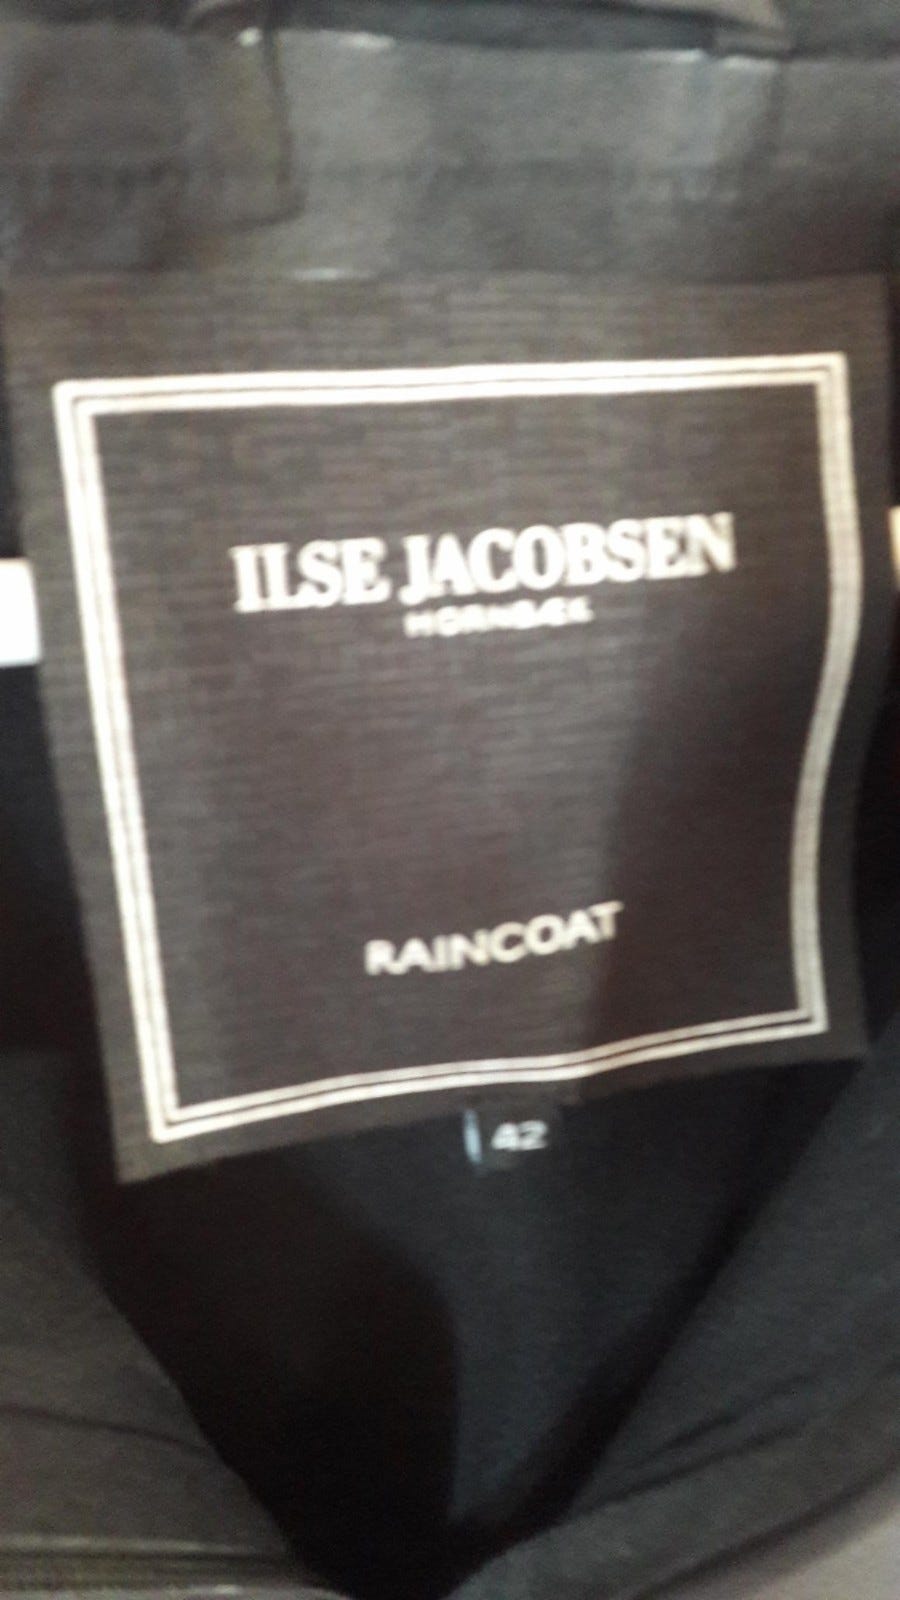 ILSE JACOBSEN
HORNBÆK
RAINCOAT
42